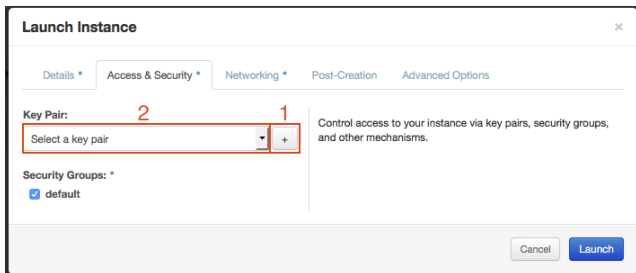 Launch Instance ×
Details * Access & Security * Networking * Post-Creation Advanced Options
Key Pair: 2 1
Select a key pair +
Control access to your instance via key pairs, security groups,
and other mechanisms.
Security Groups: *
default
Cancel Launch